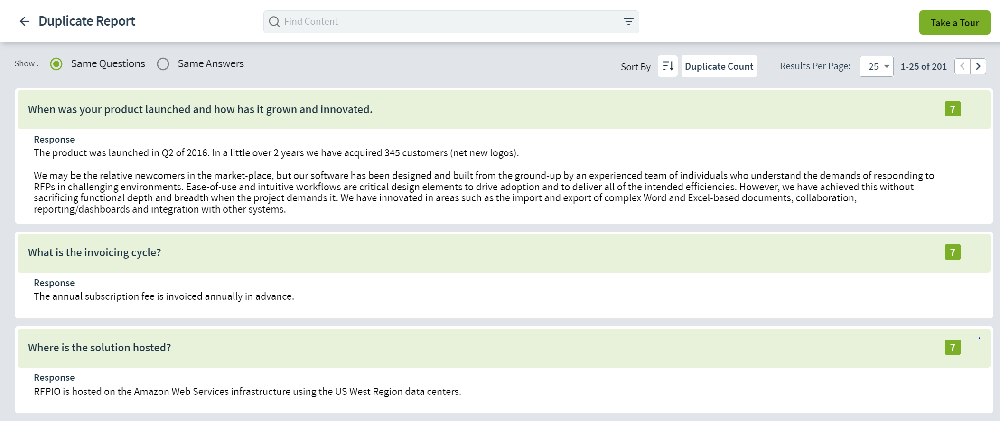 Duplicate Report
Find Content
Take a Tour
Show :
Same Questions
Same Answers
Sort By
Duplicate Count
Results Per Page:
25
1-25 of 201
When was your product launched and how has it grown and innovated.
7
Response
The product was launched in Q2 of 2016. In a little over 2 years we have acquired 345 customers (net new logos).
We may be the relative newcomers in the market-place, but our software has been designed and built from the ground-up by an experienced team of individuals who understand the demands of responding to
RFPs in challenging environments. Ease-of-use and intuitive workflows are critical design elements to drive adoption and to deliver all of the intended efficiencies. However, we have achieved this without
sacrificing functional depth and breadth when the project demands it. We have innovated in areas such as the import and export of complex Word and Excel-based documents, collaboration,
reporting/dashboards and integration with other systems.
What is the invoicing cycle?
7
Response
The annual subscription fee is invoiced annually in advance.
Where is the solution hosted?
7
Response
RFPIO is hosted on the Amazon Web Services infrastructure using the US West Region data centers.